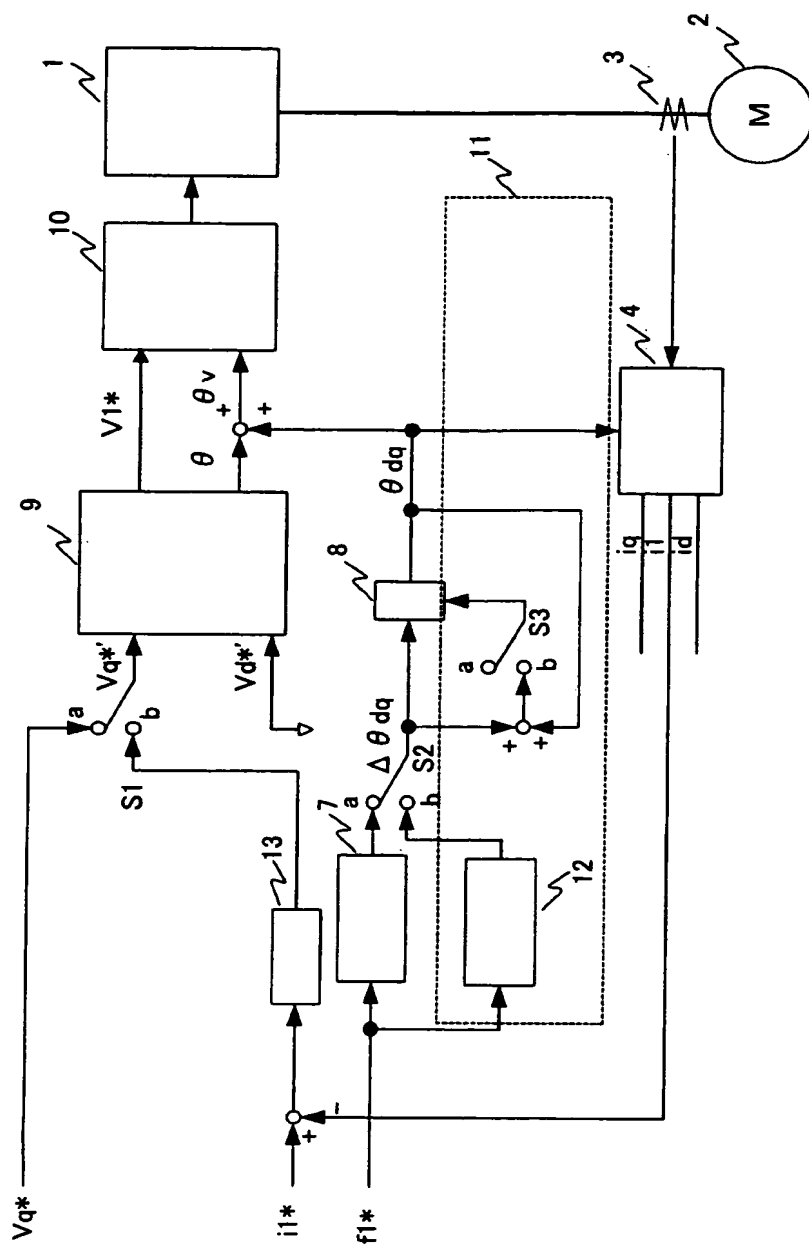 Vq*
i1*
f1*
+
-
13
S1
a
b
Vq*'
Vd*'
9
V1*
θ
θv
+
+
10
1
7
a
b
S2
Δθdq
12
8
θdq
+
+
a
b
S3
11
4
iq
i1
id
3
2
M